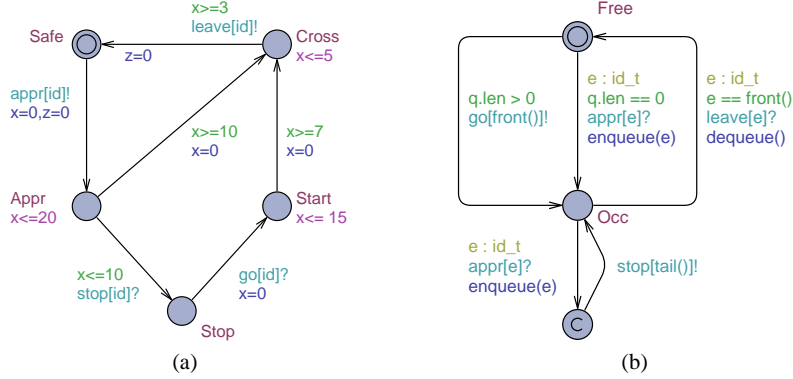 x>=3
leave[id]!
Safe
Cross
x<=5
z=0
appr[id]!
x=0,z=0
x>=10
x=0
x>=7
x=0
Appr
x<=20
Start
x<= 15
x<=10
stop[id]?
go[id]?
x=0
Stop
(a)
Free
q.len > 0
go[front()]!
e : id_t
q.len == 0
appr[e]?
enqueue(e)
e : id_t
e == front()
leave[e]?
dequeue()
Occ
e : id_t
appr[e]?
enqueue(e)
stop[tail()]!
C
(b)